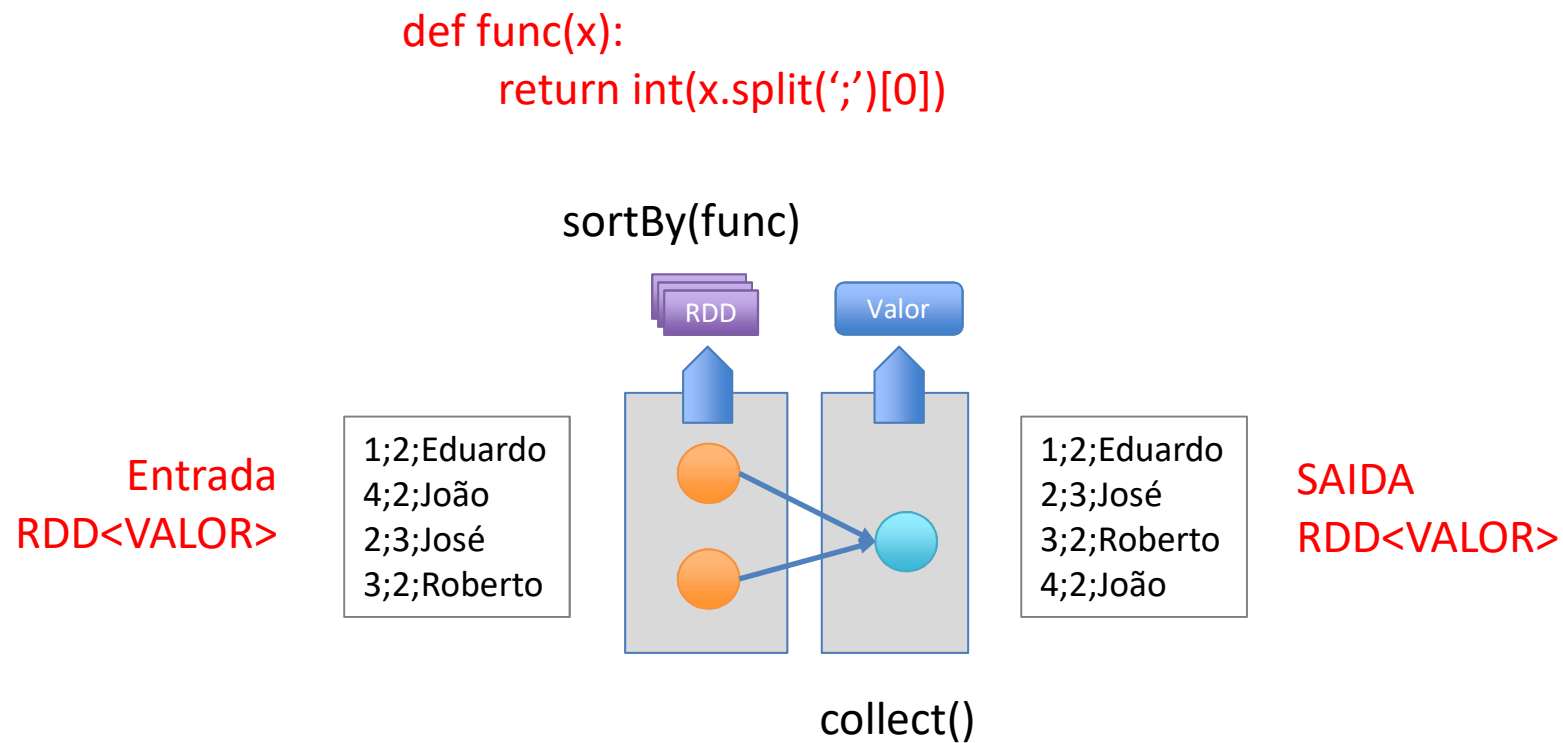 def func(x):
return int(x.split(‘;’)[0])
sortBy(func)
RDD
Valor
Entrada
RDD<VALOR>
1;2;Eduardo
4;2;João
2;3;José
3;2;Roberto
1;2;Eduardo
2;3;José
3;2;Roberto
4;2;João
SAIDA
RDD<VALOR>
collect()